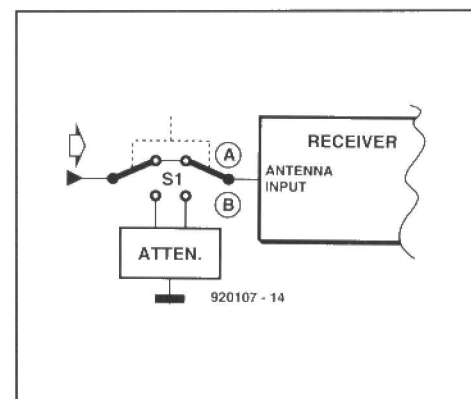 A
RECEIVER
ANTENNA
INPUT
S1
B
ATTEN.
920107 - 14